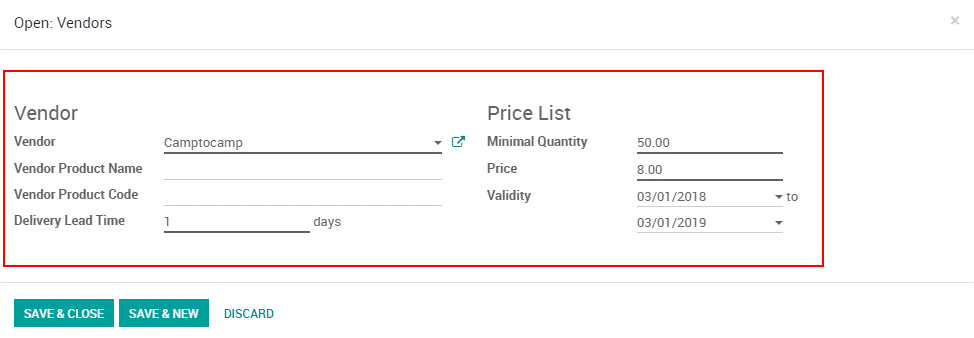 Open: Vendors ×
Vendor
Vendor Camptocamp
Vendor Product Name
Vendor Product Code
Delivery Lead Time 1 days
Price List
Minimal Quantity 50.00
Price 8.00
Validity 03/01/2018 to
03/01/2019
SAVE & CLOSE SAVE & NEW DISCARD